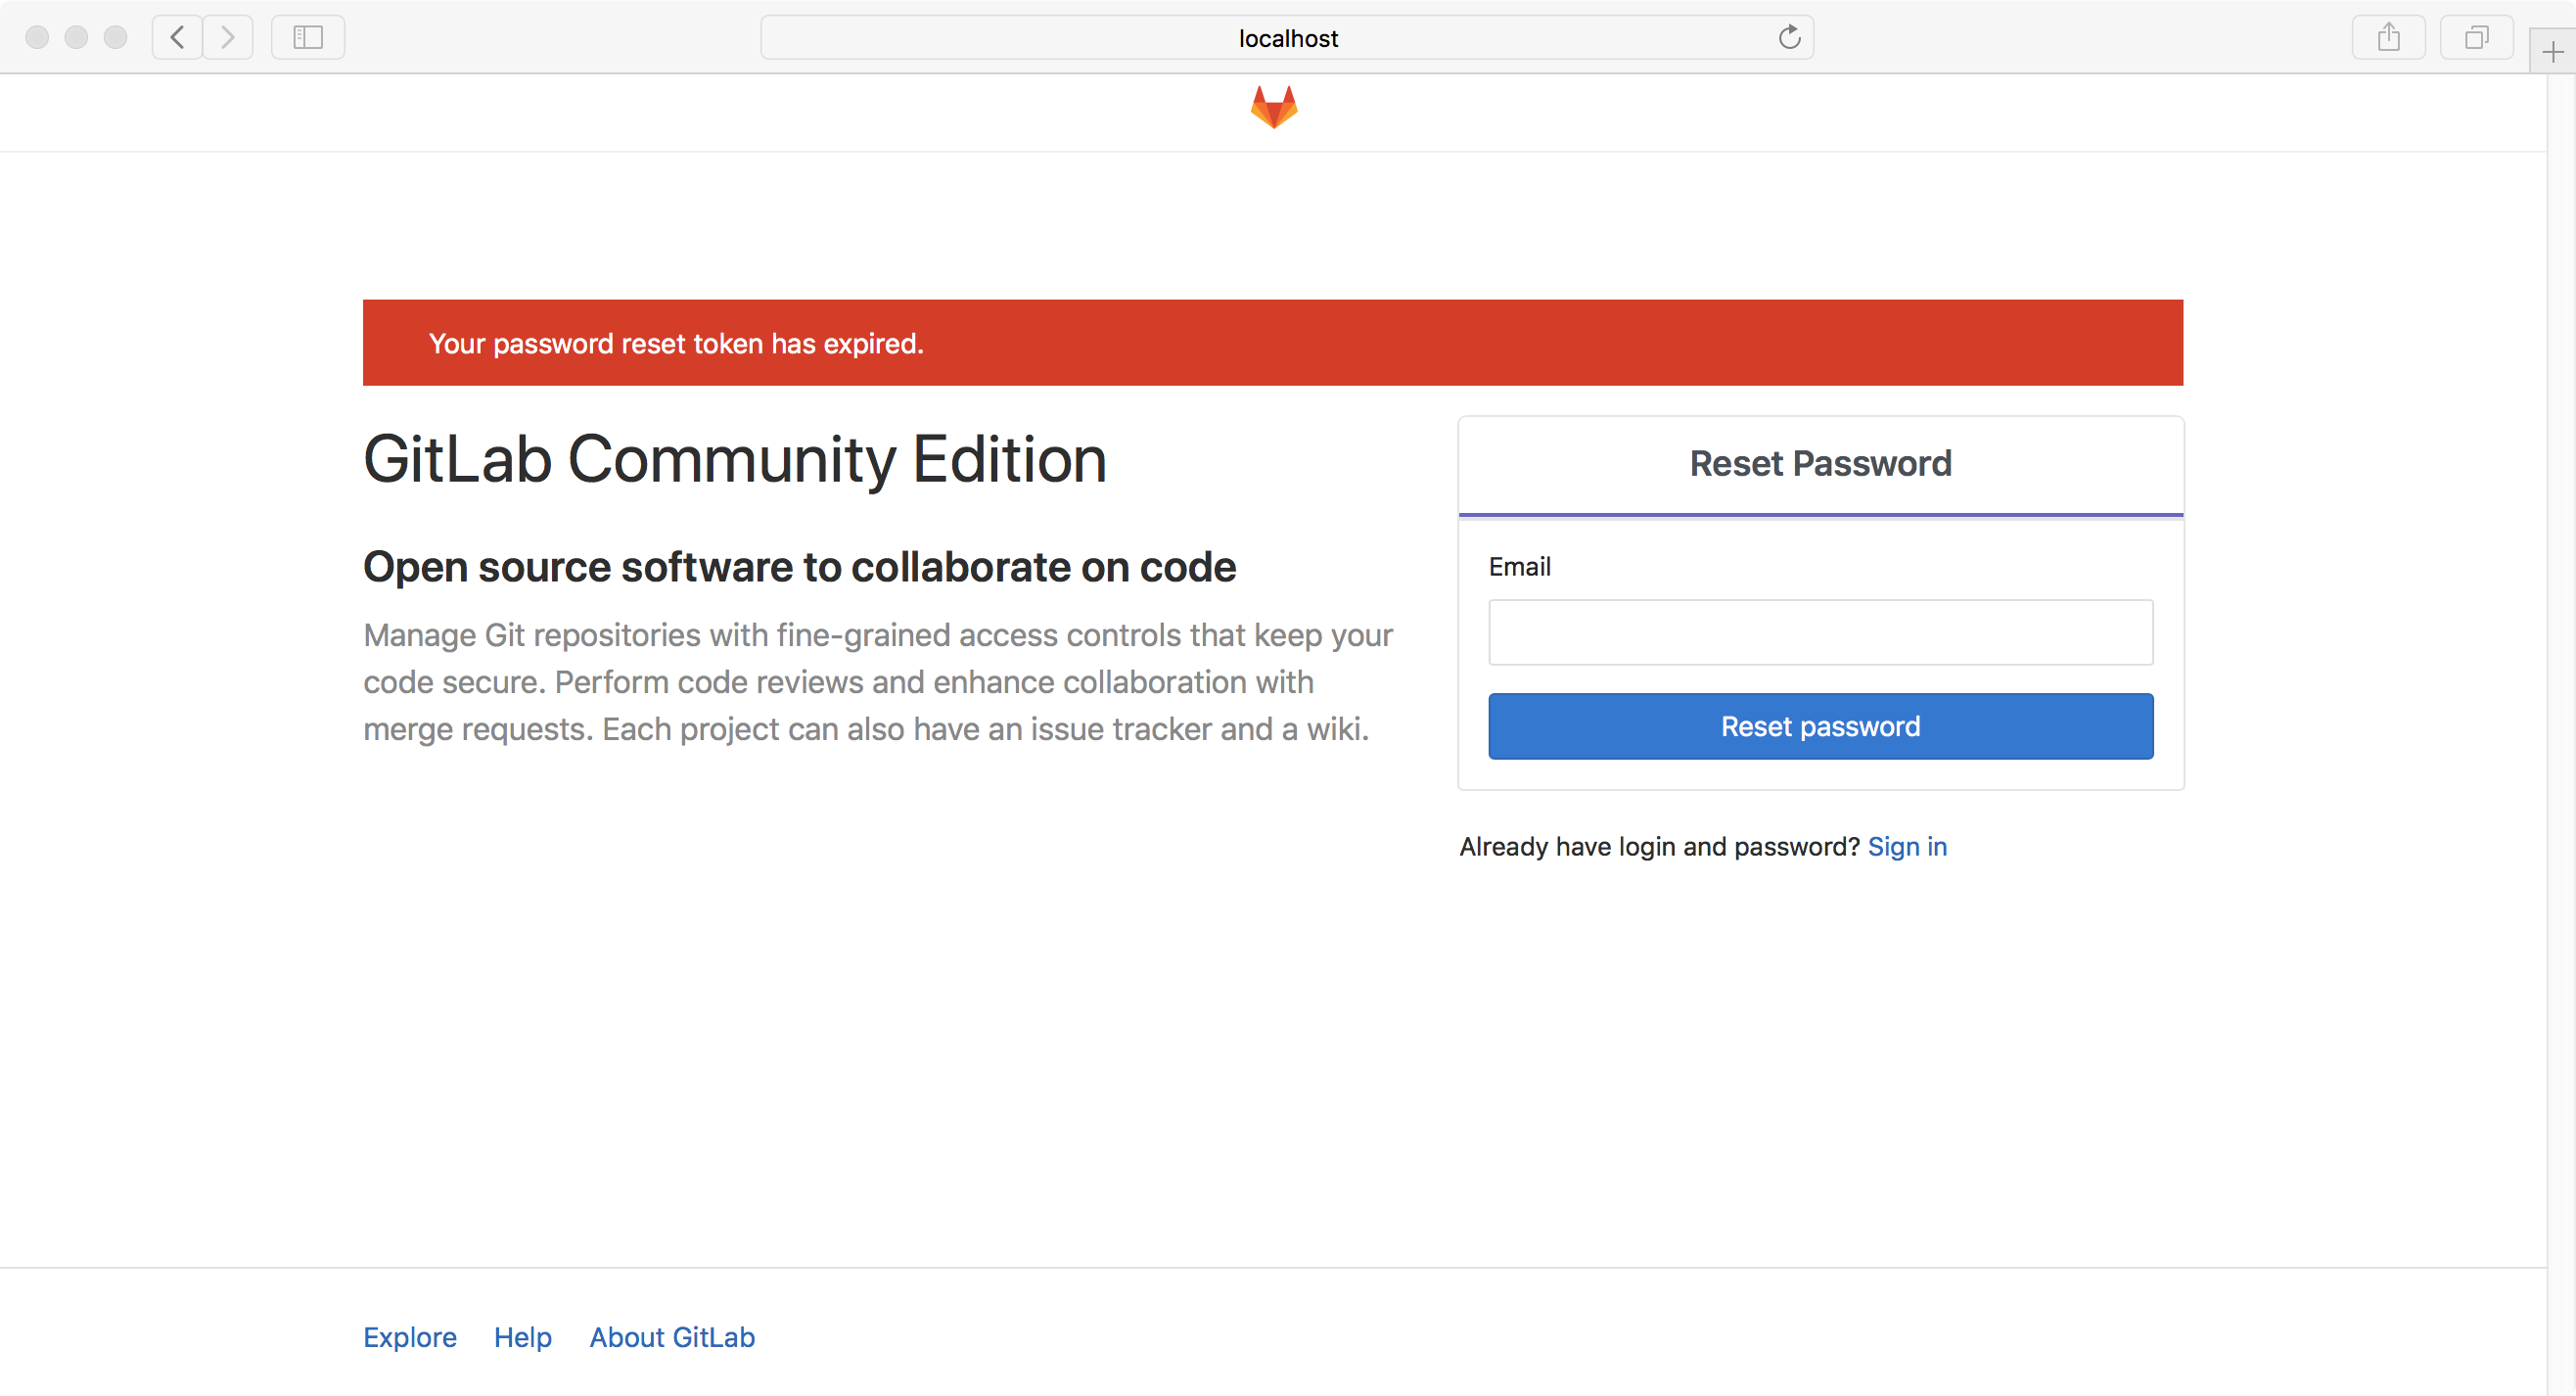 localhost
Your password reset token has expired.
GitLab Community Edition
Open source software to collaborate on code
Manage Git repositories with fine-grained access controls that keep your
code secure. Perform code reviews and enhance collaboration with
merge requests. Each project can also have an issue tracker and a wiki.
Reset Password
Email
Reset password
Already have login and password? Sign in
Explore Help About GitLab